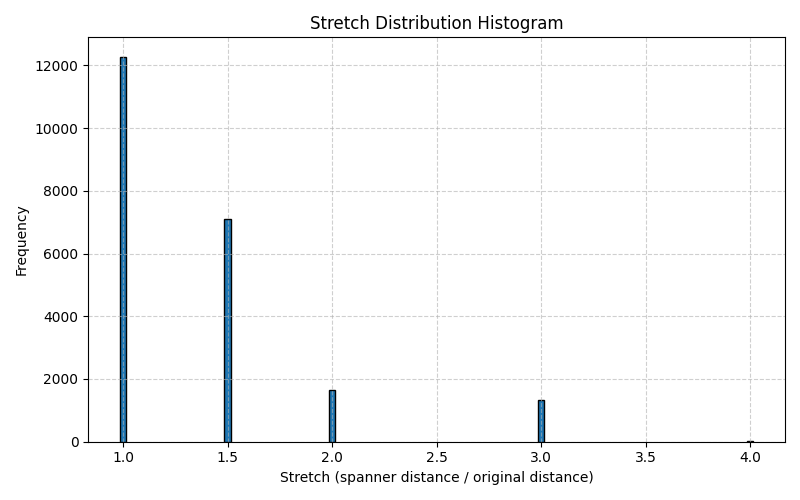 Stretch Distribution Histogram
Frequency
12000
10000
8000
6000
4000
2000
0
1.0 1.5 2.0 2.5 3.0 3.5 4.0
Stretch (spanner distance / original distance)